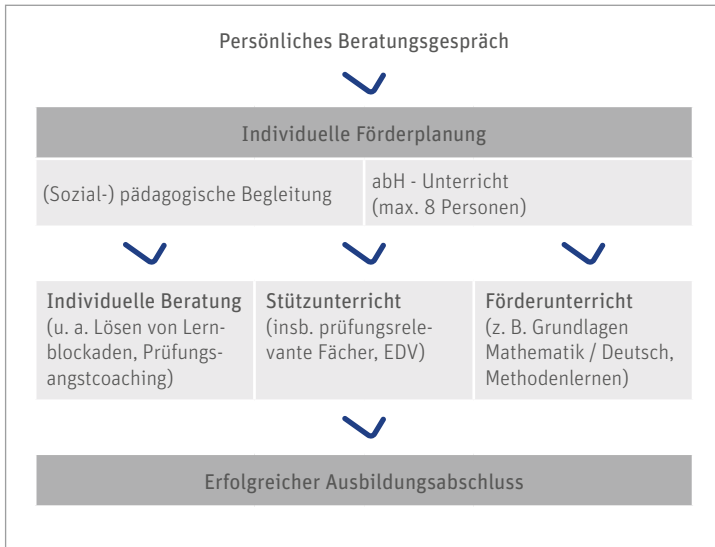 Persönliches Beratungsgespräch
Individuelle Förderplanung
(Sozial-) pädagogische Begleitung
abH - Unterricht
(max. 8 Personen)
Individuelle Beratung
(u. a. Lösen von Lern-
blockaden, Prüfungs-
angstcoaching)
Stützunterricht
(insb. prüfungsrele-
vante Fächer, EDV)
Förderunterricht
(z. B. Grundlagen
Mathematik / Deutsch,
Methodenlernen)
Erfolgreicher Ausbildungsabschluss